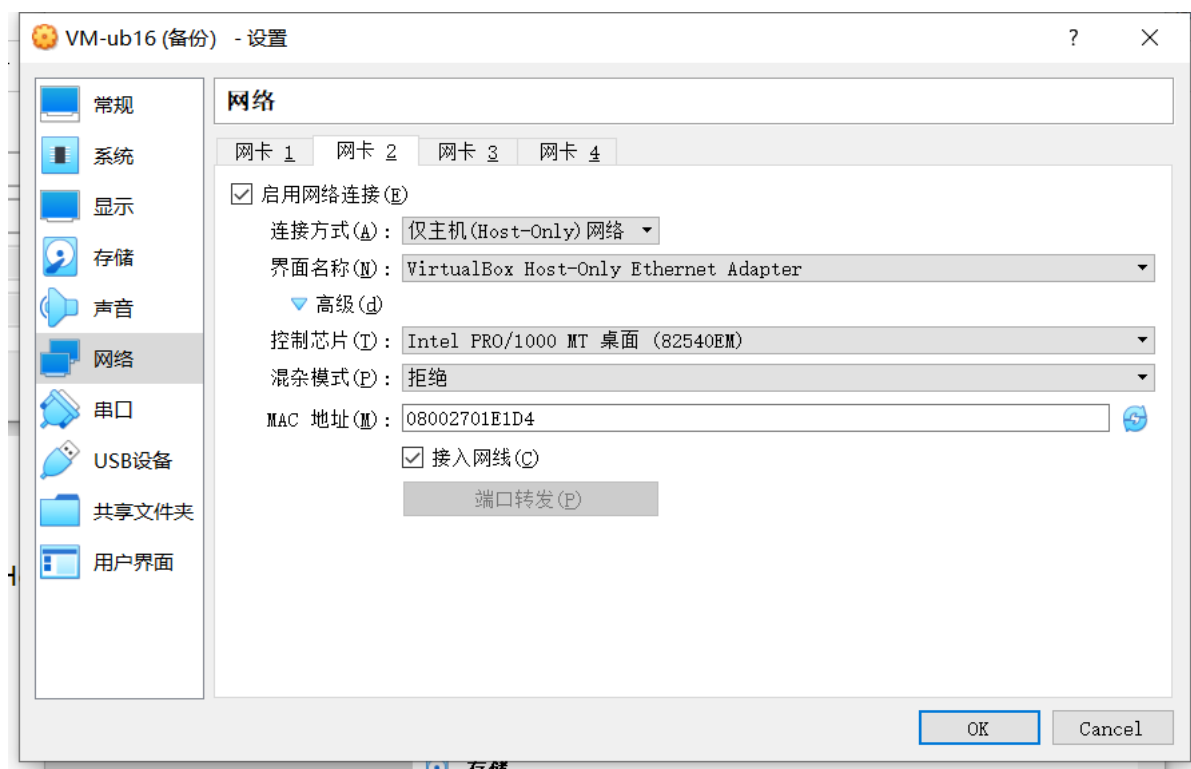 VM-ub16 (备份) - 设置
?
常规
系统
显示
存储
声音
网络
串口
USB设备
共享文件夹
用户界面
网络
网卡 1 网卡 2 网卡 3 网卡 4
启用网络连接(E)
连接方式(A): 仅主机(Host-Only)网络
界面名称(N): VirtualBox Host-Only Ethernet Adapter
高级(d)
控制芯片(T): Intel PRO/1000 MT 桌面 (82540EM)
混杂模式(P): 拒绝
MAC 地址(M): 08002701E1D4
接入网线(C)
端口转发(P)
OK Cancel
存储